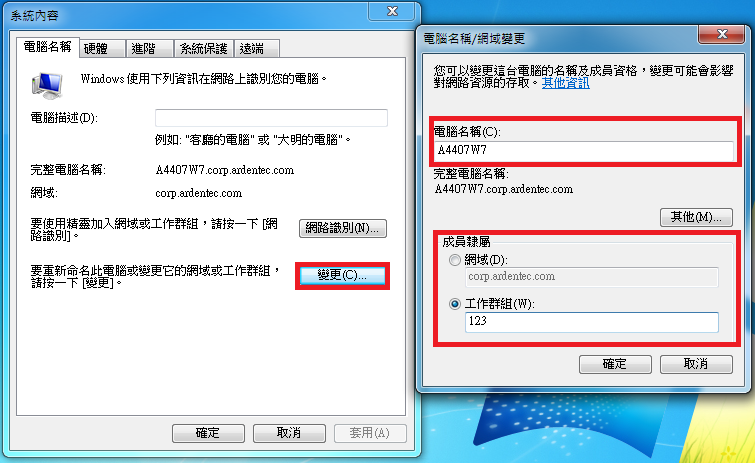 系統內容
電腦名稱
硬體
進階
系統保護
遠端
Windows 使用下列資訊在網路上識別您的電腦。
電腦描述(D):
例如: "客廳的電腦" 或 "大明的電腦"。
完整電腦名稱:
A4407W7.corp.ardentec.com
網域:
corp.ardentec.com
要使用精靈加入網域或工作群組，請按一下 [網
路識別]。
網路識別(N)...
要重新命名此電腦或變更它的網域或工作群組，
請按一下 [變更]。
變更(C)...
確定
取消
套用(A)
電腦名稱/網域變更
您可以變更這台電腦的名稱及成員資格，變更可能會影響
對網路資源的存取。其他資訊
電腦名稱(C):
A4407W7
完整電腦名稱:
A4407W7.corp.ardentec.com
其他(M)...
成員隸屬
網域(D):
corp.ardentec.com
工作群組(W):
123
確定
取消